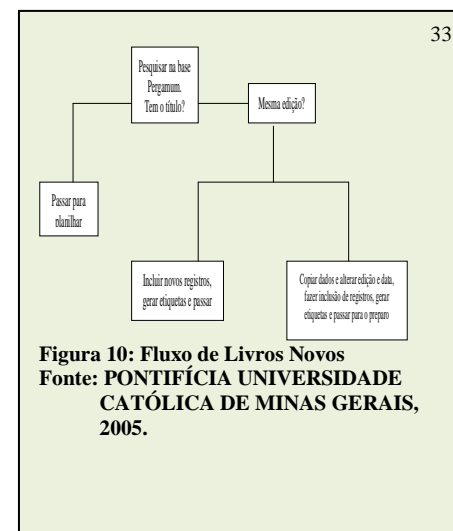 33
Pesquisar na base
Pergamum.
Tem o título?
Mesma edição?
Passar para
planilhar
Incluir novos registros,
gerar etiquetas e passar
Copiar dados e alterar edição e data,
fazer inclusão de registros, gerar
etiquetas e passar para o preparo
Figura 10: Fluxo de Livros Novos
Fonte: PONTIFÍCIA UNIVERSIDADE
CATÓLICA DE MINAS GERAIS,
2005.